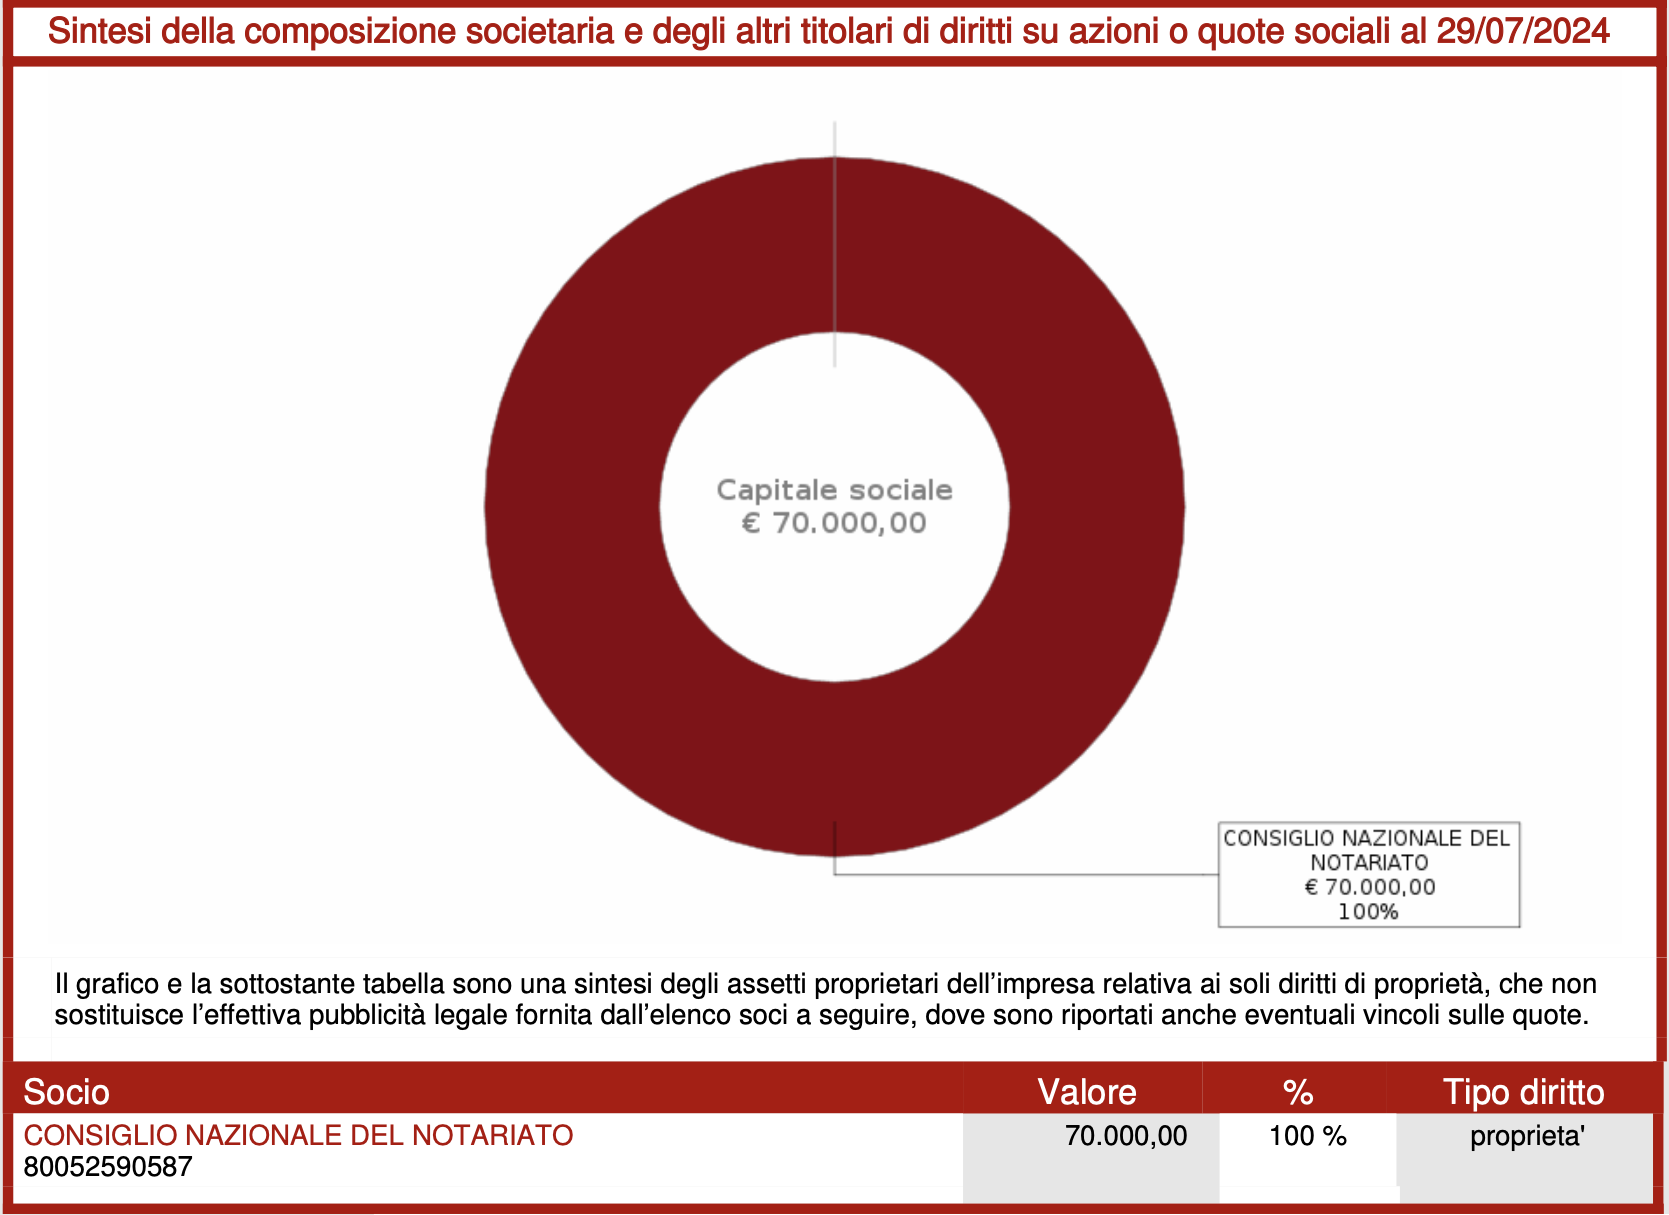 Sintesi della composizione societaria e degli altri titolari di diritti su azioni o quote sociali al 29/07/2024
Capitale sociale
€ 70.000,00
CONSIGLIO NAZIONALE DEL
NOTARIATO
€ 70.000,00
100%
Il grafico e la sottostante tabella sono una sintesi degli assetti proprietari dell’impresa relativa ai soli diritti di proprietà, che non
sostituisce l’effettiva pubblicità legale fornita dall’elenco soci a seguire, dove sono riportati anche eventuali vincoli sulle quote.
Socio Valore % Tipo diritto
CONSIGLIO NAZIONALE DEL NOTARIATO 70.000,00 100 % proprieta'
80052590587